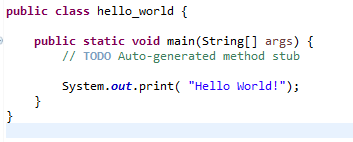 public class hello_world {
public static void main(String[] args) {
// TODO Auto-generated method stub
System.out.print( "Hello World!");
}
}